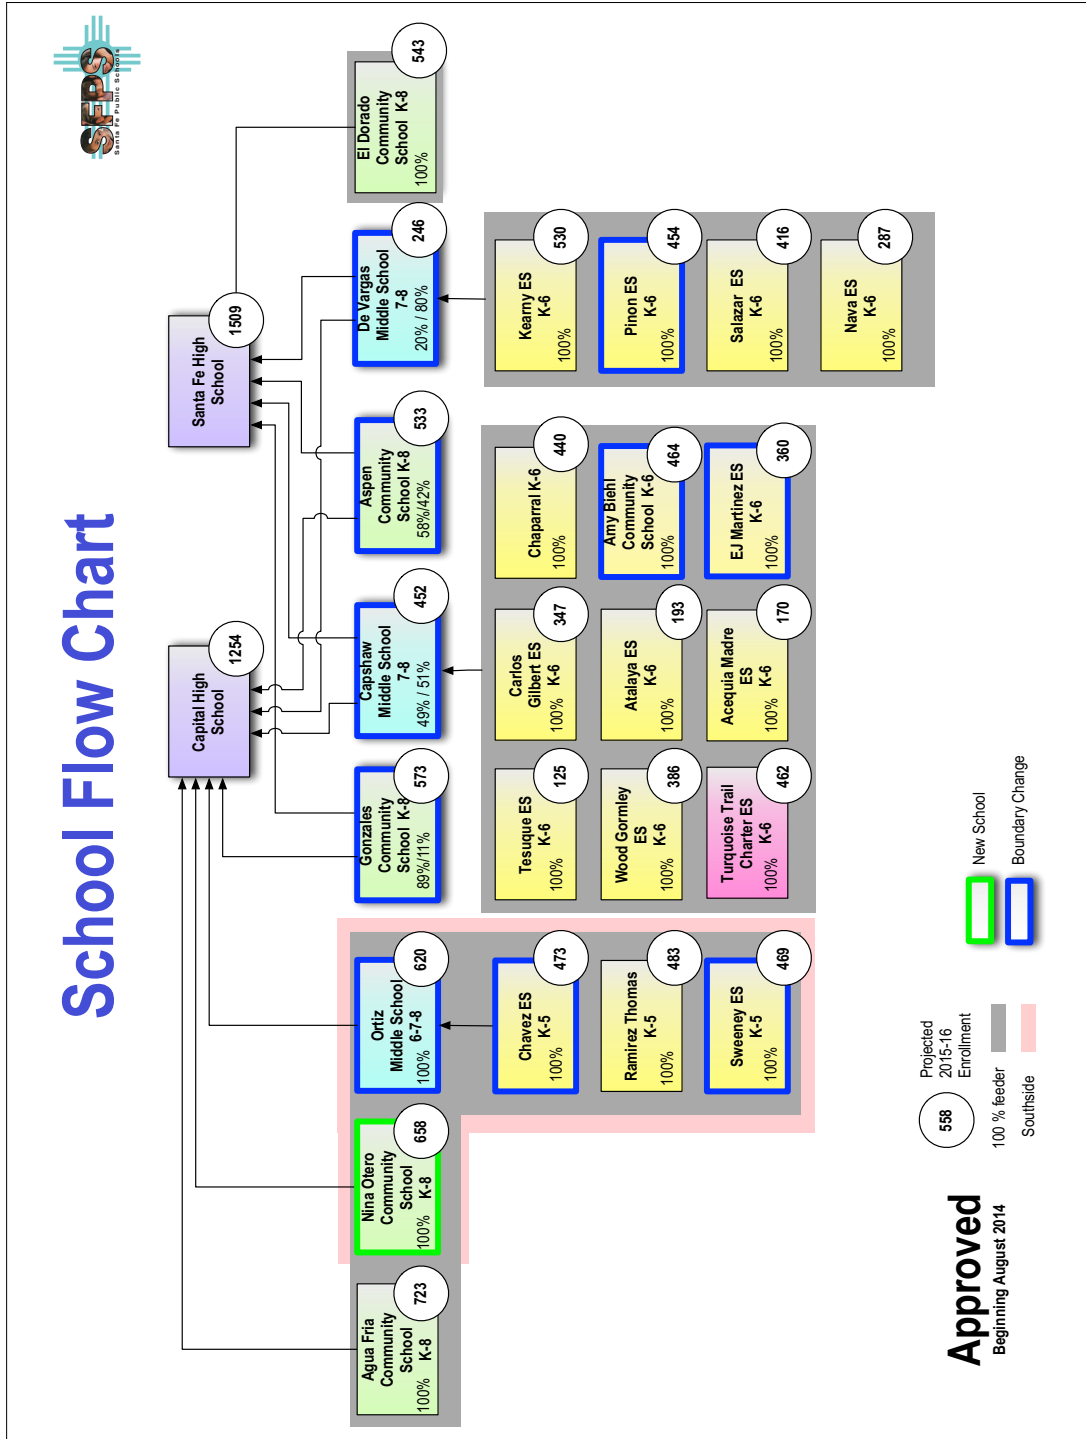 School Flow Chart
SFPS
Santa Fe Public Schools
Capital High
School
1254
Santa Fe High
School
1509
Agua Fria
Community
School
K-8
100%
723
Nina Otero
Community
School
K-8
100%
658
Ortiz
Middle School
6-7-8
100%
620
Gonzales
Community
School K-8
89%/11%
573
Capshaw
Middle School
7-8
49% / 51%
452
Aspen
Community
School K-8
58%/42%
533
De Vargas
Middle School
7-8
20% / 80%
246
El Dorado
Community
School K-8
100%
543
Chavez ES
K-5
100%
473
Ramirez Thomas
K-5
100%
483
Sweeney ES
K-5
100%
469
Tesuque ES
K-6
100%
125
Carlos
Gilbert ES
K-6
100%
347
Chaparral K-6
100%
440
Wood Gormley
ES
K-6
100%
386
Atalaya ES
K-6
100%
193
Amy Biehl
Community
School K-6
100%
464
Turquoise Trail
Charter ES
K-6
100%
462
Acequia Madre
ES
K-6
100%
170
EJ Martinez ES
K-6
100%
360
Kearny ES
K-6
100%
530
Pinon ES
K-6
100%
454
Salazar ES
K-6
100%
416
Nava ES
K-6
100%
287
Approved
Beginning August 2014
558
Projected
2015-16
Enrollment
100 % feeder
Southside
New School
Boundary Change